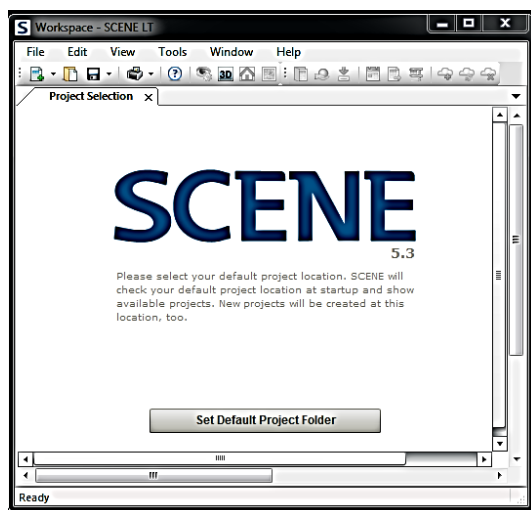 S Workspace - SCENE LT
File Edit View Tools Window Help
3D
Project Selection x
SCENE
5.3
Please select your default project location. SCENE will
check your default project location at startup and show
available projects. New projects will be created at this
location, too.
Set Default Project Folder
Ready